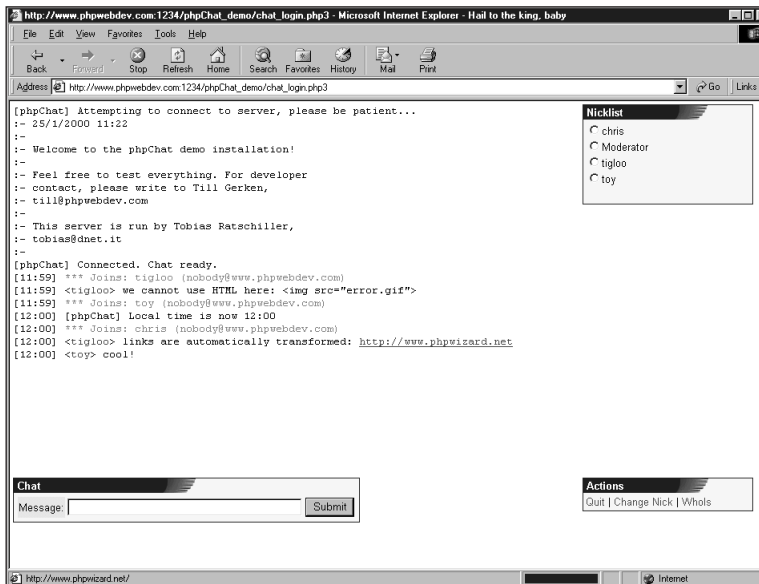 http://www.phpwebdev.com:1234/phpChat_demo/chat_login.php3 - Microsoft Internet Explorer - Hail to the king, baby
File Edit View Favorites Tools Help
Back Forward Stop Refresh Home Search Favorites History Mail Print
Address http://www.phpwebdev.com:1234/phpChat_demo/chat_login.php3 Go Links
[phpChat] Attempting to connect to server, please be patient...
:- 25/1/2000 11:22
:-
:- Welcome to the phpChat demo installation!
:-
:- Feel free to test everything. For developer
:- contact, please write to Till Gerken,
:- till@phpwebdev.com
:-
:- This server is run by Tobias Ratschiller,
:- tobias@dnet.it
:-
[phpChat] Connected. Chat ready.
[11:59] *** Joins: tigloo (nobody@www.phpwebdev.com)
[11:59] <tigloo> we cannot use HTML here: <img src="error.gif">
[11:59] *** Joins: toy (nobody@www.phpwebdev.com)
[12:00] [phpChat] Local time is now 12:00
[12:00] *** Joins: chris (nobody@www.phpwebdev.com)
[12:00] <tigloo> links are automatically transformed: http://www.phpwizard.net
[12:00] <toy> cool!
Nicklist
chris
Moderator
tigloo
toy
Chat
Message: Submit
Actions
Quit | Change Nick | WhoIs
http://www.phpwizard.net/ Internet